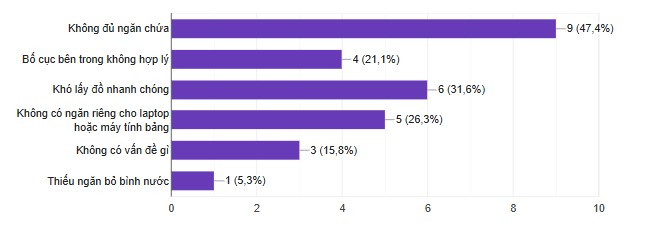 Không đủ ngăn chứa
9 (47,4%)
Bố cục bên trong không hợp lý
4 (21,1%)
Khó lấy đồ nhanh chóng
6 (31,6%)
Không có ngăn riêng cho laptop
hoặc máy tính bảng
5 (26,3%)
Không có vấn đề gì
3 (15,8%)
Thiếu ngăn bỏ bình nước
1 (5,3%)
0 2 4 6 8 10